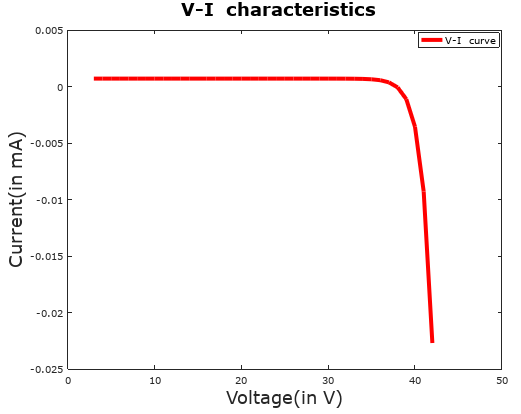 V-I characteristics
V-I curve
0.005
0
-0.005
-0.01
-0.015
-0.02
-0.025
Current(in mA)
0 10 20 30 40 50
Voltage(in V)